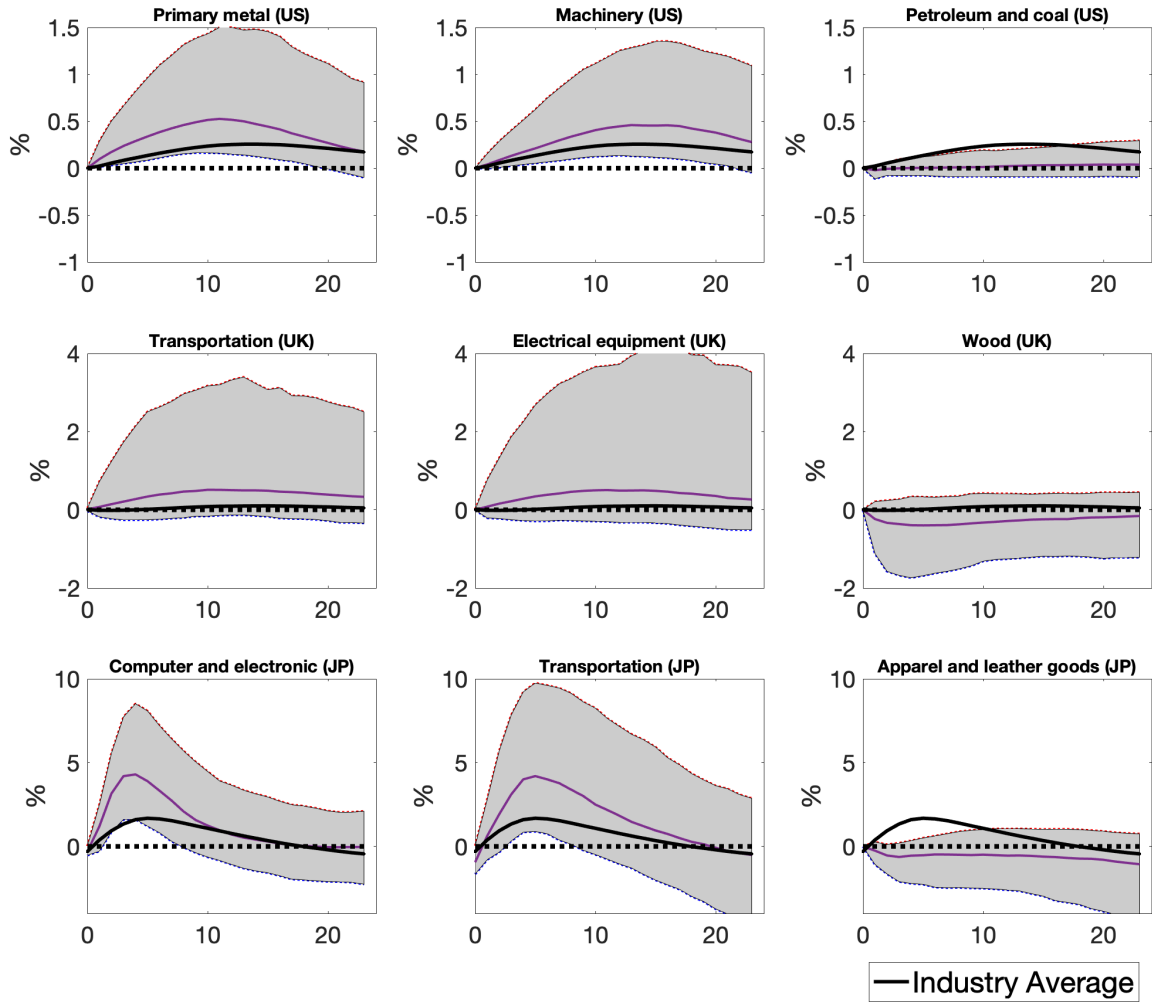 Primary metal (US)
Machinery (US)
Petroleum and coal (US)
1.5
1
0.5
0
-0.5
-1
%
0 10 20
1.5
1
0.5
0
-0.5
-1
%
0 10 20
1.5
1
0.5
0
-0.5
-1
%
0 10 20
Transportation (UK)
Electrical equipment (UK)
Wood (UK)
4
2
0
-2
%
0 10 20
4
2
0
-2
%
0 10 20
4
2
0
-2
%
0 10 20
Computer and electronic (JP)
Transportation (JP)
Apparel and leather goods (JP)
10
5
0
%
0 10 20
10
5
0
%
0 10 20
10
5
0
%
0 10 20
Industry Average